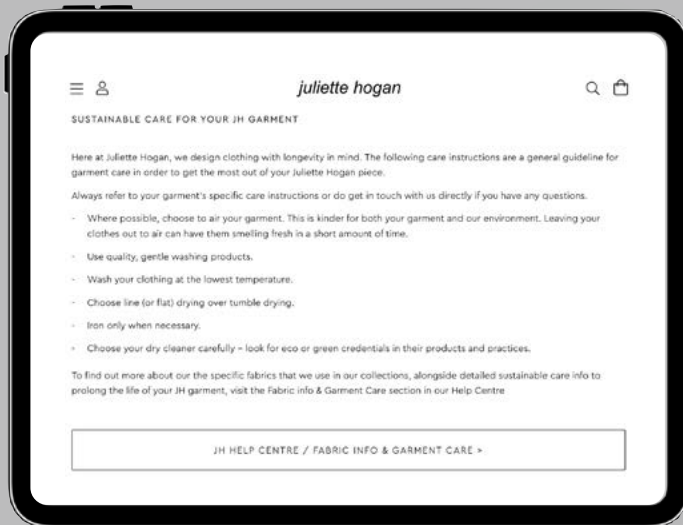 juliette hogan
SUSTAINABLE CARE FOR YOUR JH GARMENT
Here at Juliette Hogan, we design clothing with longevity in mind. The following care instructions are a general guideline for
garment care in order to get the most out of your Juliette Hogan piece.
Always refer to your garment's specific care instructions or do get in touch with us directly if you have any questions.
- Where possible, choose to air your garment. This is kinder for both your garment and our environment. Leaving your
clothes out to air can have them smelling fresh in a short amount of time.
- Use quality, gentle washing products.
- Wash your clothing at the lowest temperature.
- Choose line (or flat) drying over tumble drying.
- Iron only when necessary.
- Choose your dry cleaner carefully – look for eco or green credentials in their products and practices.
To find out more about our the specific fabrics that we use in our collections, alongside detailed sustainable care info to
prolong the life of your JH garment, visit the Fabric info & Garment Care section in our Help Centre
JH HELP CENTRE / FABRIC INFO & GARMENT CARE >